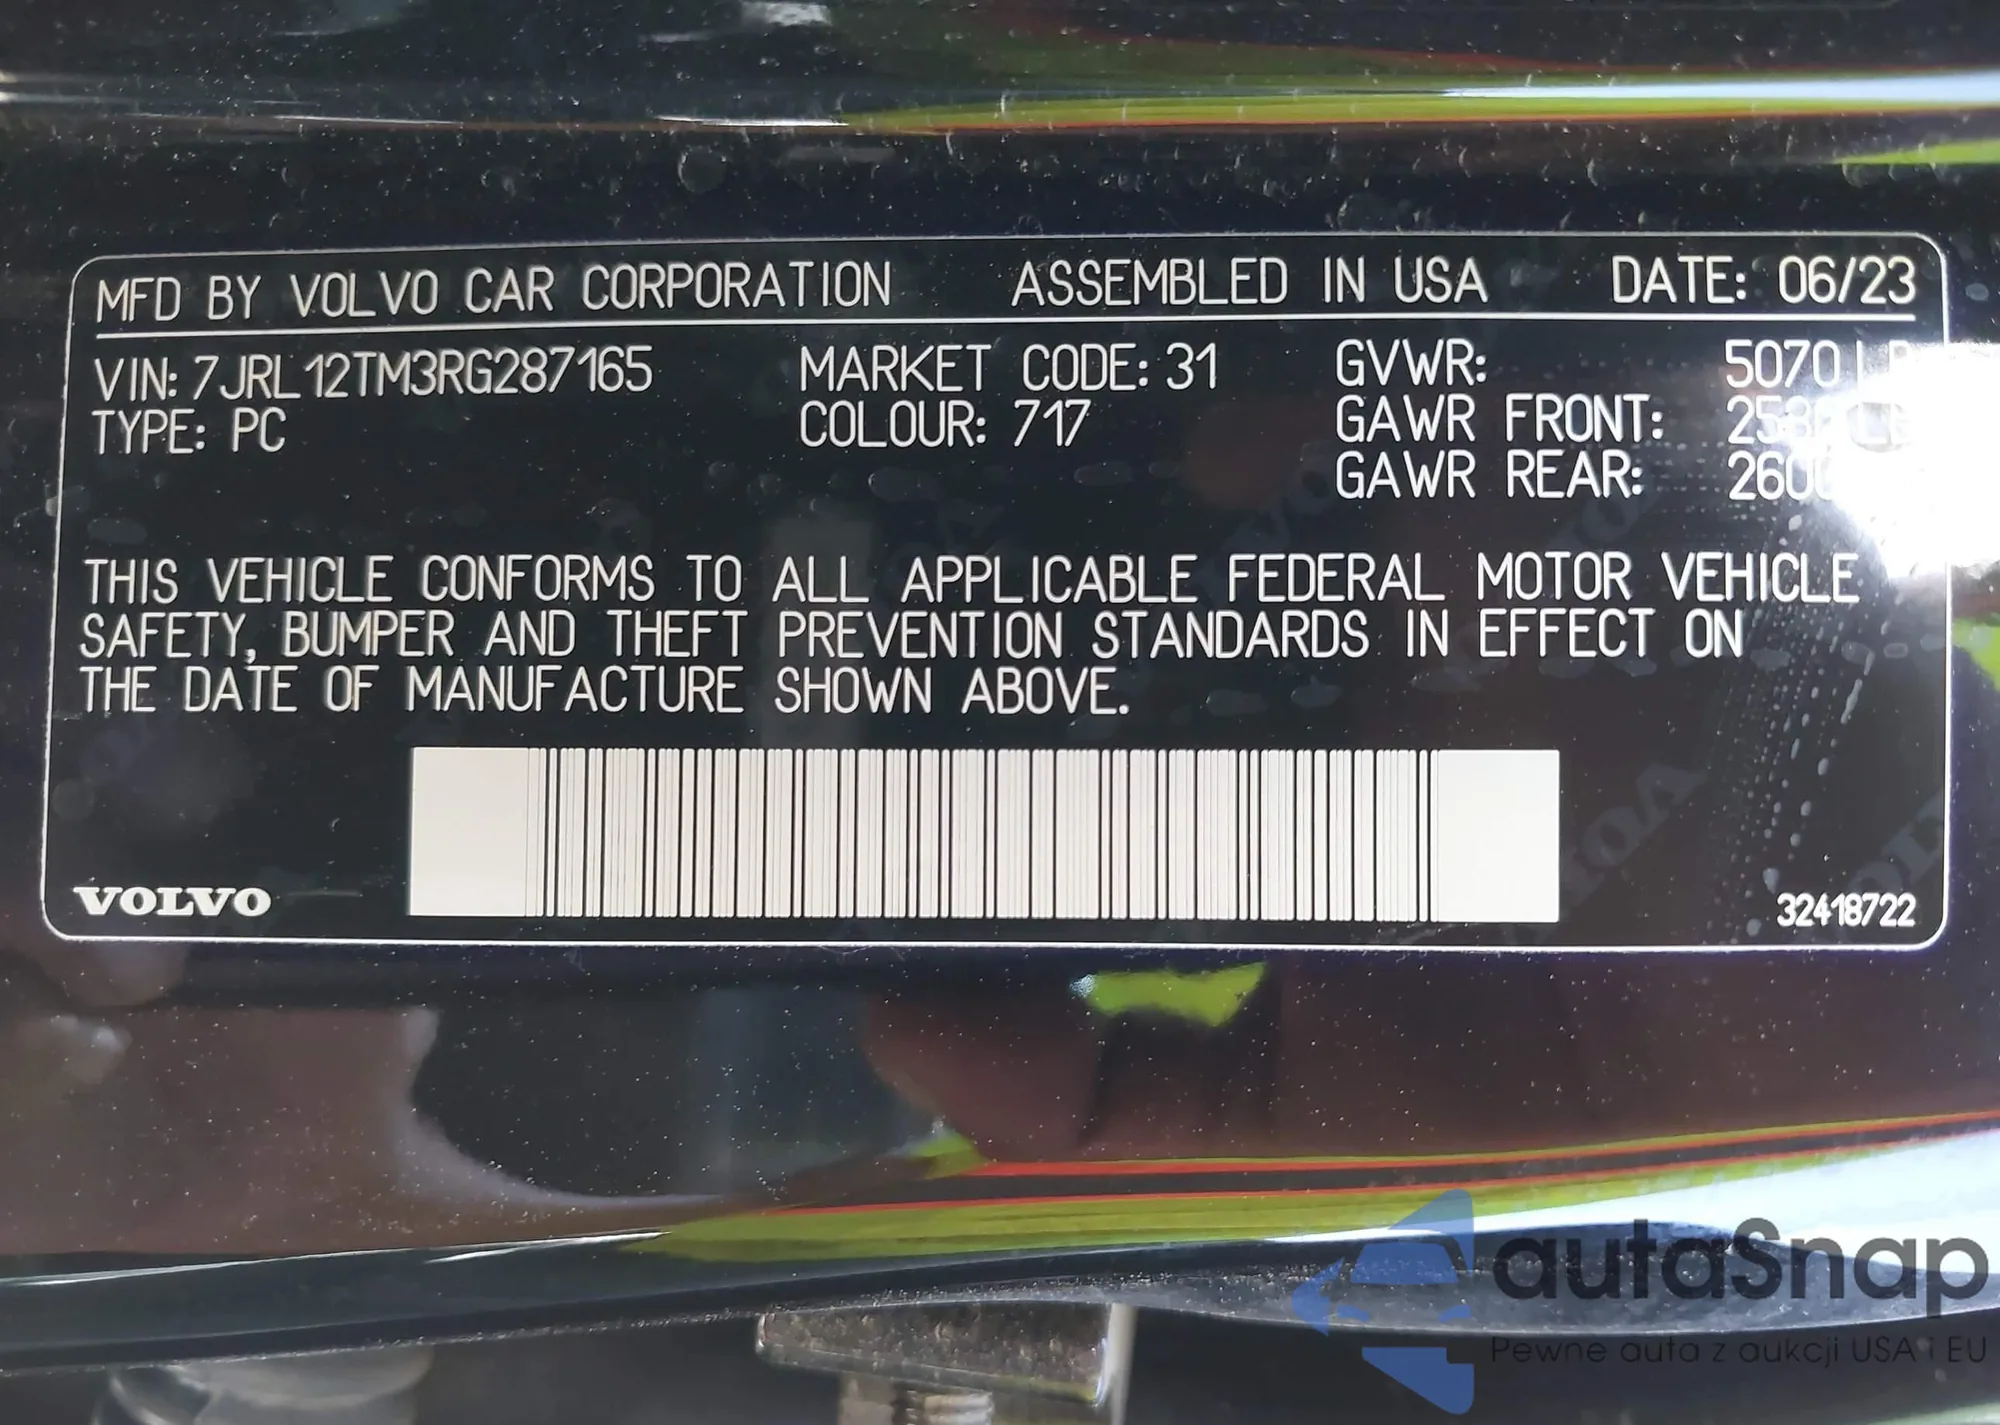 MFD BY VOLVO CAR CORPORATION ASSEMBLED IN USA DATE: 06/23
VIN: 7JRL12TM3RG287165 MARKET CODE: 31 GVWR: 5070 LB
TYPE: PC COLOUR: 717 GAWR FRONT:
GAWR REAR:
THIS VEHICLE CONFORMS TO ALL APPLICABLE FEDERAL MOTOR VEHICLE
SAFETY, BUMPER AND THEFT PREVENTION STANDARDS IN EFFECT ON
THE DATE OF MANUFACTURE SHOWN ABOVE.
VOLVO
32418722
autaSnap
Pewne auta z aukcji USA i EU